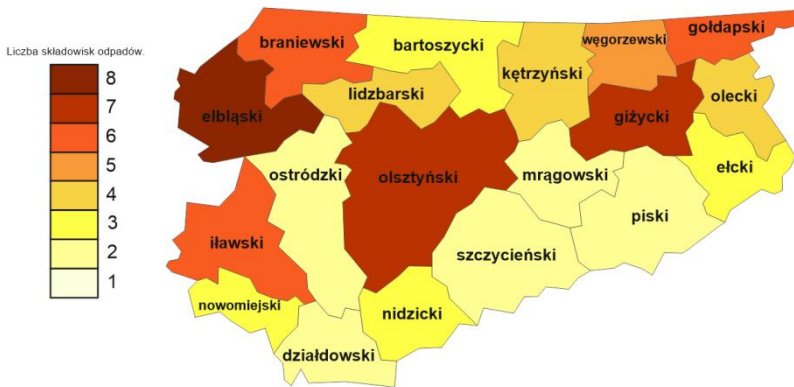 Liczba składowisk odpadów.
8
7
6
5
4
3
2
1
braniewski
bartoszycki
węgorzewski
gołdapski
kętrzyński
lidzbarski
olecki
elbląski
giżycki
ełcki
ostródzki
olsztyński
mrągowski
piski
iławski
szczycieński
nowomiejski
nidzicki
działdowski